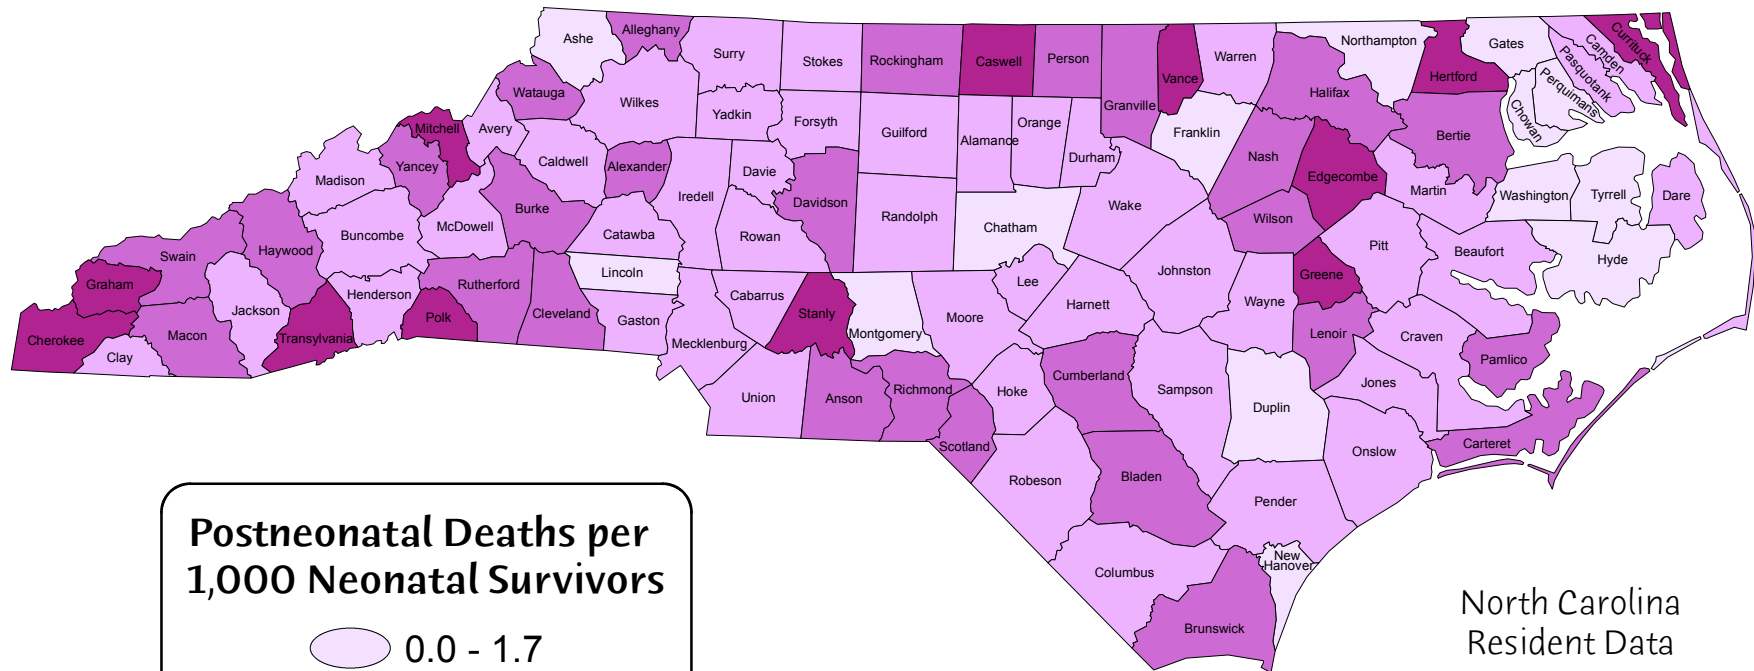 Ashe
Alleghany
Surry
Stokes
Rockingham
Caswell
Person
Granville
Vance
Warren
Northampton
Hertford
Gates
Camden
Currituck
Pasquotank
Perquimans
Chowan
Halifax
Bertie
Watauga
Wilkes
Yadkin
Forsyth
Guilford
Alamance
Orange
Durham
Franklin
Nash
Edgecombe
Martin
Washington
Tyrrell
Dare
Mitchell
Avery
Yancey
Caldwell
Alexander
Iredell
Davie
Davidson
Randolph
Chatham
Wake
Wilson
Madison
Buncombe
McDowell
Burke
Catawba
Rowan
Johnston
Pitt
Beaufort
Hyde
Swain
Haywood
Lincoln
Lee
Greene
Graham
Jackson
Henderson
Rutherford
Cleveland
Gaston
Cabarrus
Stanly
Montgomery
Moore
Harnett
Wayne
Lenoir
Craven
Pamlico
Cherokee
Clay
Macon
Transylvania
Polk
Mecklenburg
Union
Anson
Richmond
Scotland
Hoke
Cumberland
Sampson
Duplin
Jones
Onslow
Carteret
Robeson
Bladen
Pender
New
Hanover
Columbus
Brunswick
Postneonatal Deaths per
1,000 Neonatal Survivors
0.0 - 1.7
North Carolina
Resident Data